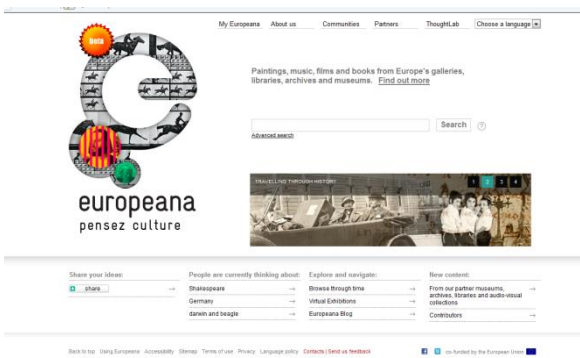 My Europeana About us Communities Partners ThoughtLab Choose a language
Beta
Paintings, music, films and books from Europe's galleries,
libraries, archives and museums. Find out more
Search ?
Advanced search
TRAVELLING THROUGH HISTORY 1 2 3 4
europeana
pensez culture
Share your ideas:
share
People are currently thinking about:
Shakespeare
Germany
darwin and beagle
Explore and navigate:
Browse through time
Virtual Exhibitions
Europeana Blog
New content:
From our partner museums,
archives, libraries and audio-visual
collections
Contributors
Back to top Using Europeana Accessibility Sitemap Terms of use Privacy Language policy Contacts | Send us feedback co-funded by the European Union